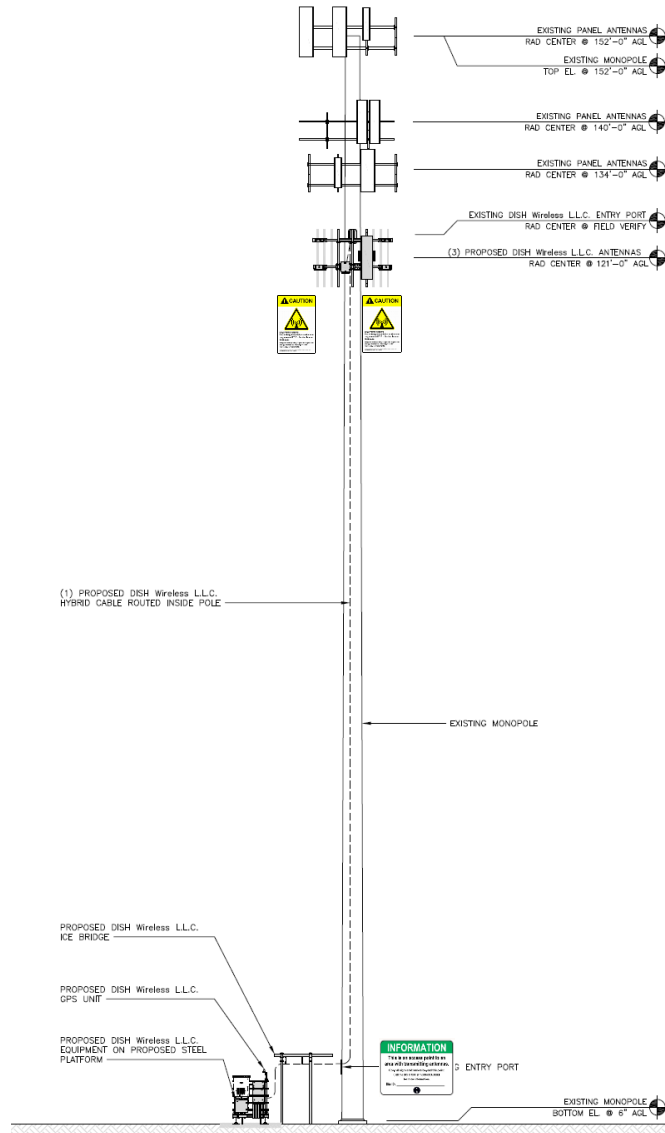 EXISTING PANEL ANTENNAS
RAD CENTER @ 152'-0" AGL
EXISTING MONOPOLE
TOP EL. @ 152'-0" AGL
EXISTING PANEL ANTENNAS
RAD CENTER @ 140'-0" AGL
EXISTING PANEL ANTENNAS
RAD CENTER @ 134'-0" AGL
EXISTING DISH Wireless L.L.C. ENTRY PORT
RAD CENTER @ FIELD VERIFY
(3) PROPOSED DISH Wireless L.L.C. ANTENNAS
RAD CENTER @ 121'-0" AGL
CAUTION
CAUTION
(1) PROPOSED DISH Wireless L.L.C.
HYBRID CABLE ROUTED INSIDE POLE
EXISTING MONOPOLE
PROPOSED DISH Wireless L.L.C.
ICE BRIDGE
PROPOSED DISH Wireless L.L.C.
GPS UNIT
PROPOSED DISH Wireless L.L.C.
EQUIPMENT ON PROPOSED STEEL
PLATFORM
INFORMATION
This is an access point to an
area with transmitting antennas.
G ENTRY PORT
EXISTING MONOPOLE
BOTTOM EL. @ 6" AGL